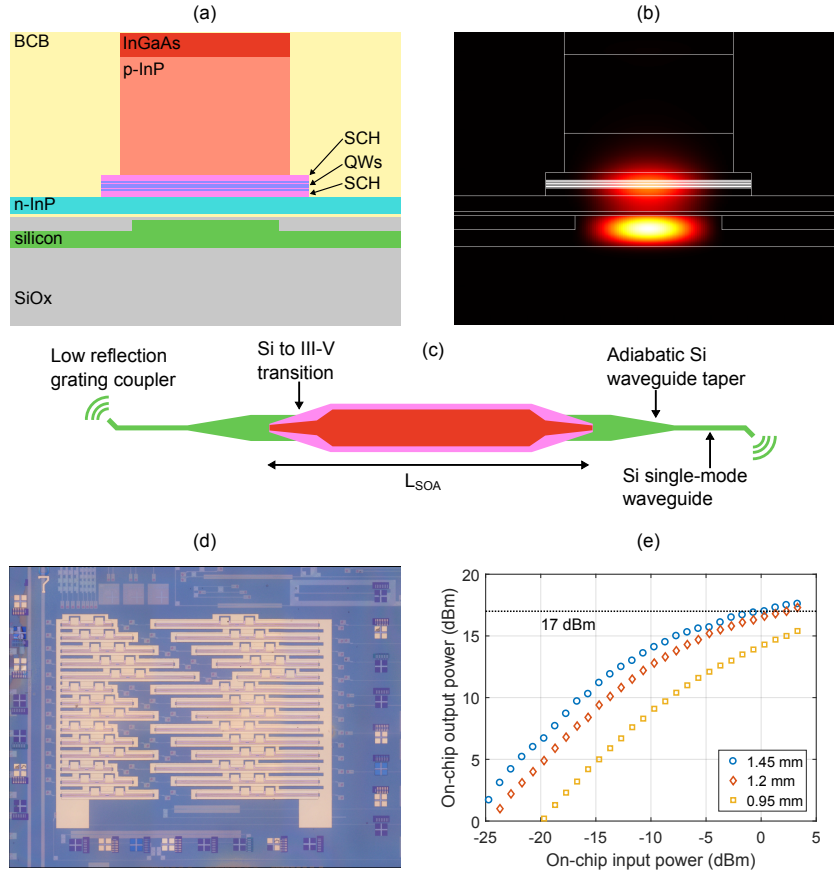 (a)
BCB
InGaAs
p-InP
SCH
QWs
SCH
n-InP
silicon
SiOx
(b)
(c)
Low reflection
grating coupler
Si to III-V
transition
Adiabatic Si
waveguide taper
L_SOA
Si single-mode
waveguide
(d)
7
(e)
On-chip output power (dBm)
20
15
10
5
0
17 dBm
1.45 mm
1.2 mm
0.95 mm
-25 -20 -15 -10 -5 0 5
On-chip input power (dBm)